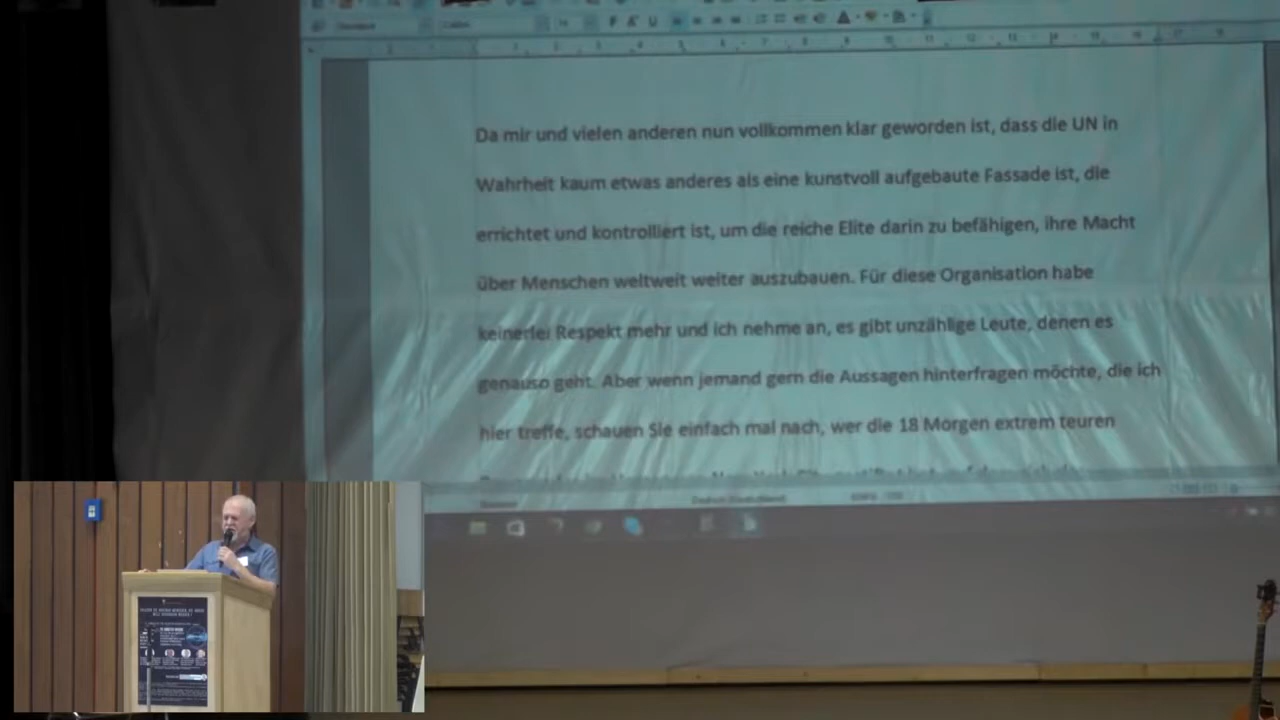 Da mir und vielen anderen nun vollkommen klar geworden ist, dass die UN in
Wahrheit kaum etwas anderes als eine kunstvoll aufgebaute Fassade ist, die
errichtet und kontrolliert ist, um die reiche Elite darin zu befähigen, ihre Macht
über Menschen weltweit weiter auszubauen. Für diese Organisation habe
keinerlei Respekt mehr und ich nehme an, es gibt unzählige Leute, denen es
genauso geht. Aber wenn jemand gern die Aussagen hinterfragen möchte, die ich
hier treffe, schauen Sie einfach mal nach, wer die 18 Morgen extrem teuren